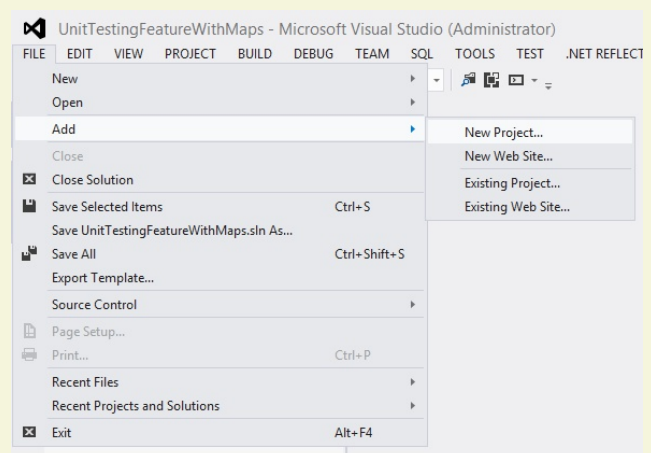 UnitTestingFeatureWithMaps - Microsoft Visual Studio (Administrator)
FILE EDIT VIEW PROJECT BUILD DEBUG TEAM SQL TOOLS TEST .NET REFLECT
New
Open
Add
New Project...
Close
New Web Site...
Close Solution
Existing Project...
Save Selected Items Ctrl+S
Existing Web Site...
Save UnitTestingFeatureWithMaps.sln As...
Save All Ctrl+Shift+S
Export Template...
Source Control
Page Setup...
Print... Ctrl+P
Recent Files
Recent Projects and Solutions
Exit Alt+F4